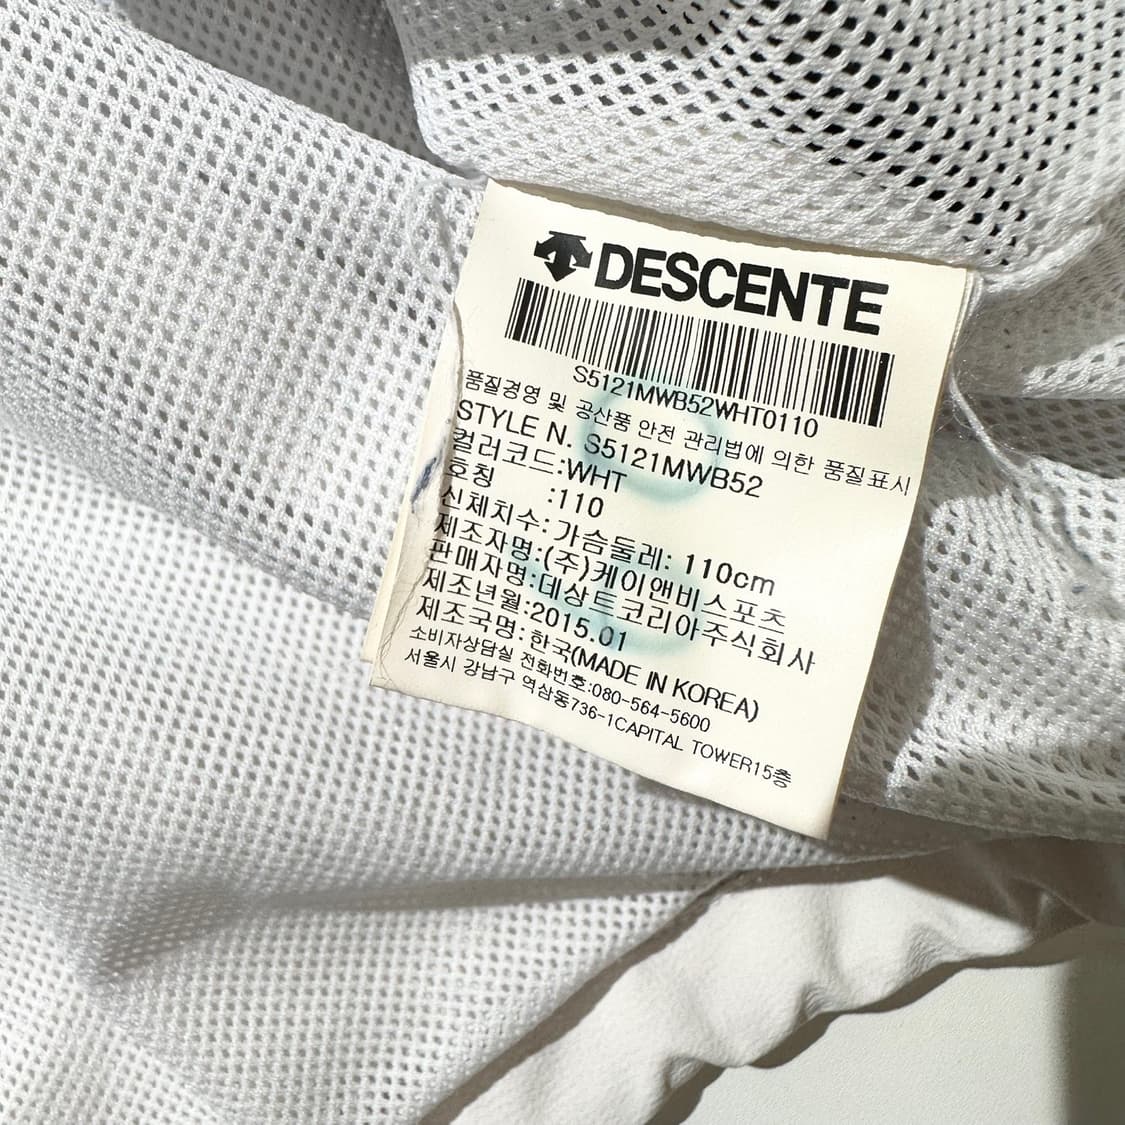 DESCENTE
S5121MWB52WHT0110
품질경영 및 공산품 안전 관리법에 의한 품질표시
STYLE N. S5121MWB52
컬러코드:WHT
호칭 :110
신체치수: 가슴둘레: 110cm
제조자명:(주)케이앤비스포츠
판매자명:데상트코리아주식회사
제조년월:2015.01
제조국명: 한국(MADE IN KOREA)
소비자상담실 전화번호:080-564-5600
서울시 강남구 역삼동736-1CAPITAL TOWER15층